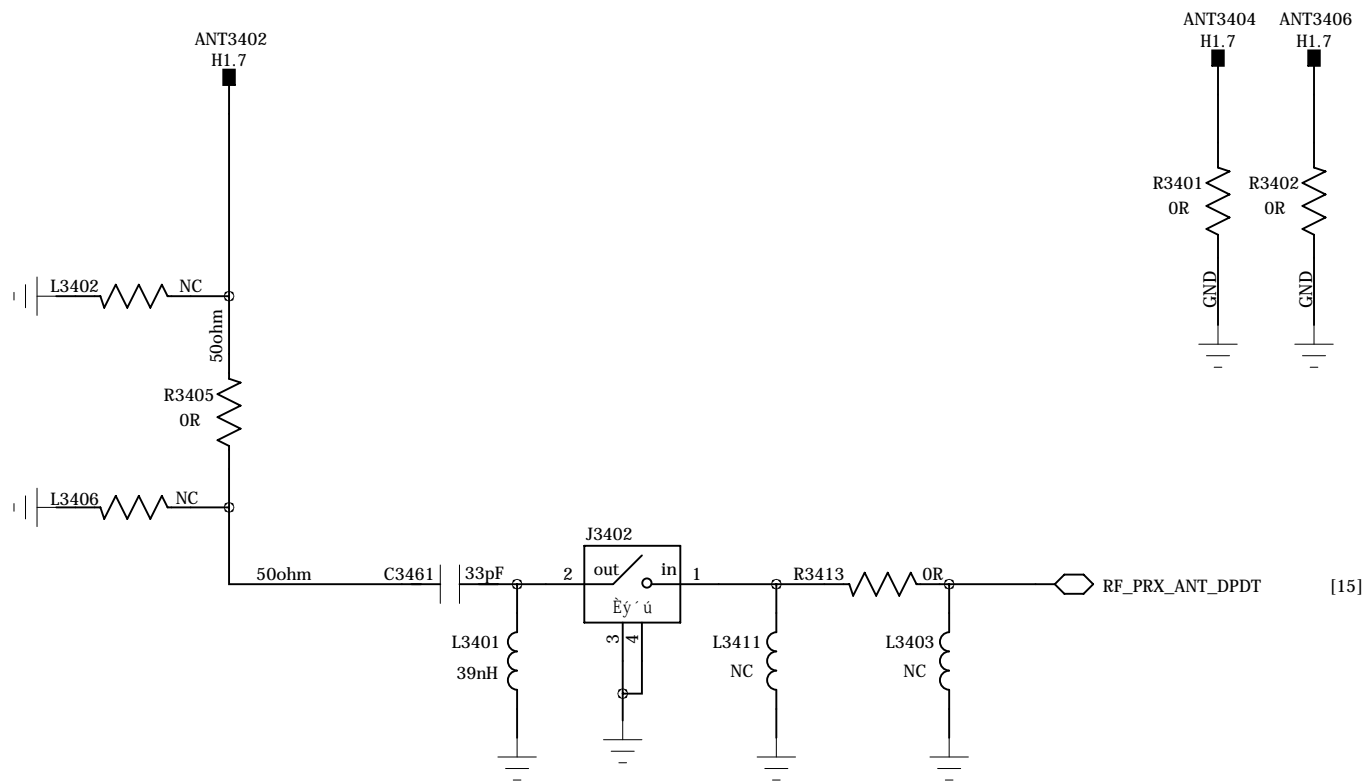 ANT3402
H1.7
ANT3404
H1.7
ANT3406
H1.7
R3401
0R
R3402
0R
GND
GND
L3402
NC
50ohm
R3405
0R
L3406
NC
50ohm
C3461
33pF
J3402
2
out
in
1
Èý´ú
3
4
L3401
39nH
R3413
0R
L3411
NC
L3403
NC
RF_PRX_ANT_DPDT
[15]